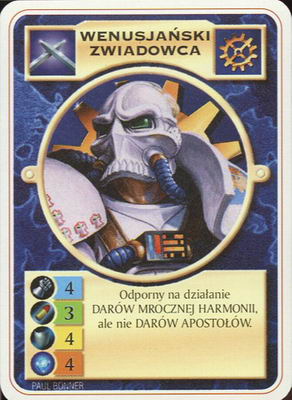 WENUSJAŃSKI
ZWIADOWCA
4
3
4
4
Odporny na działanie
DARÓW MROCZNEJ HARMONII,
ale nie DARÓW APOSTOŁÓW.
PAUL BONNER